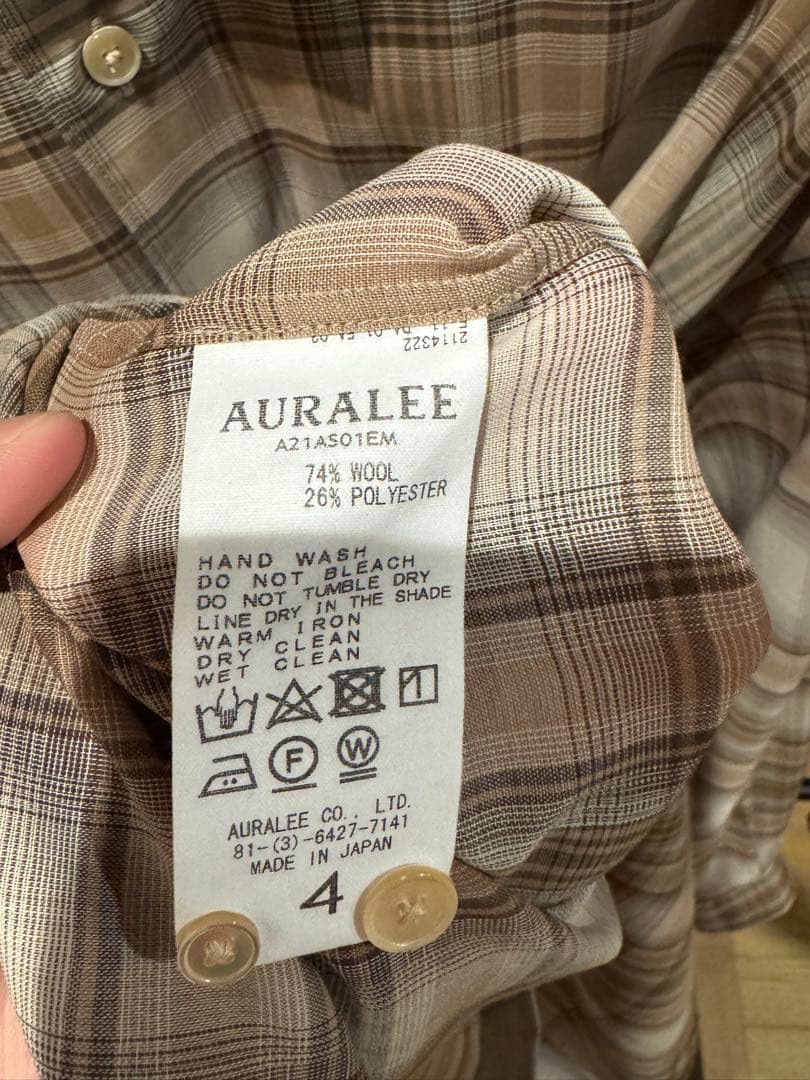 2114322
AURALEE
A21AS01EM
74% WOOL
26% POLYESTER
HAND WASH
DO NOT BLEACH
DO NOT TUMBLE DRY
LINE DRY IN THE SHADE
WARM IRON
DRY CLEAN
WET CLEAN
F W
AURALEE CO., LTD.
81-(3)-6427-7141
MADE IN JAPAN
4